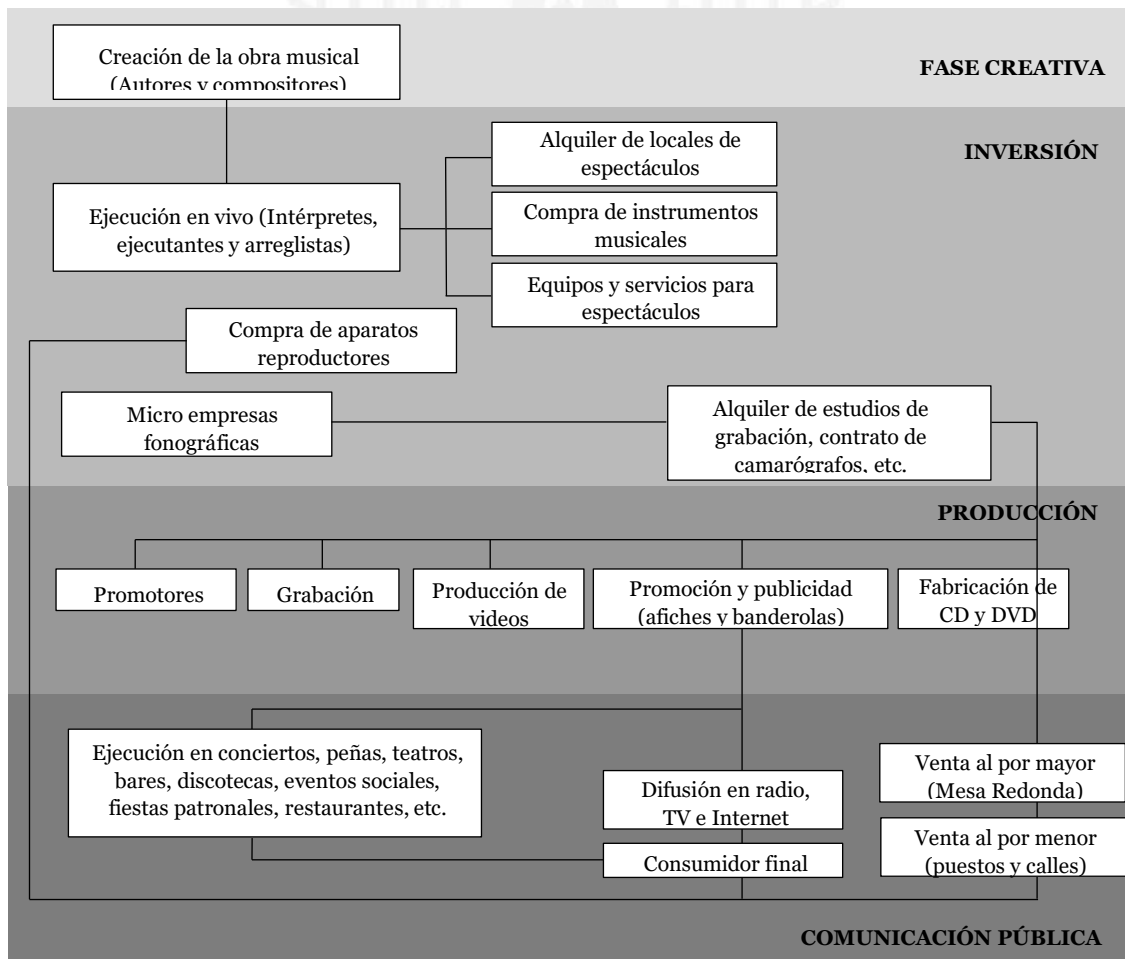 Creación de la obra musical
(Autores y compositores)
FASE CREATIVA
INVERSIÓN
Alquiler de locales de
espectáculos
Ejecución en vivo (Intérpretes,
ejecutantes y arreglistas)
Compra de instrumentos
musicales
Equipos y servicios para
espectáculos
Compra de aparatos
reproductores
Micro empresas
fonográficas
Alquiler de estudios de
grabación, contrato de
camarógrafos, etc.
PRODUCCIÓN
Promotores
Grabación
Producción de
videos
Promoción y publicidad
(afiches y banderolas)
Fabricación de
CD y DVD
Ejecución en conciertos, peñas, teatros,
bares, discotecas, eventos sociales,
fiestas patronales, restaurantes, etc.
Difusión en radio,
TV e Internet
Venta al por mayor
(Mesa Redonda)
Consumidor final
Venta al por menor
(puestos y calles)
COMUNICACIÓN PÚBLICA